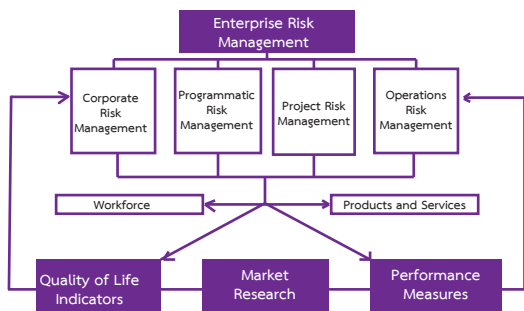 Enterprise Risk
Management
Corporate
Risk
Management
Programmatic
Risk
Management
Project Risk
Management
Operations
Risk
Management
Workforce
Products and Services
Quality of Life
Indicators
Market
Research
Performance
Measures